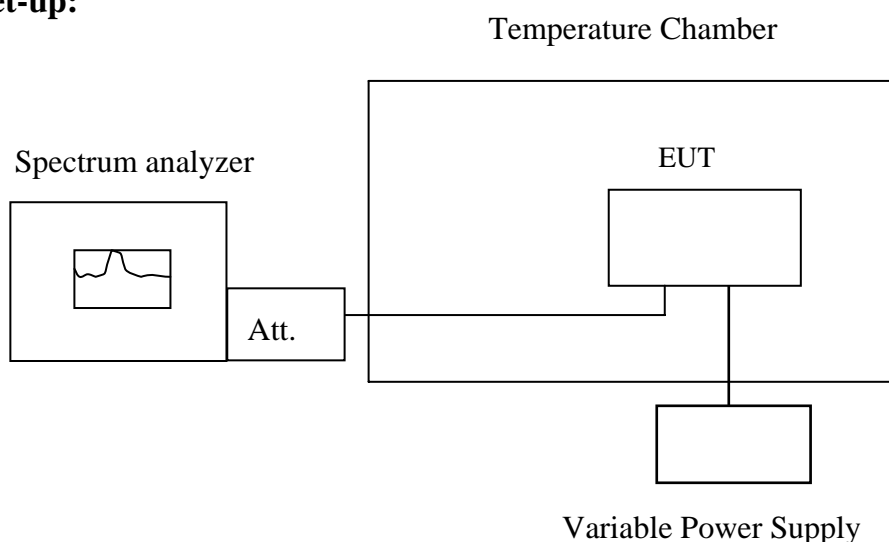 et-up:
Temperature Chamber
Spectrum analyzer
EUT
Att.
Variable Power Supply